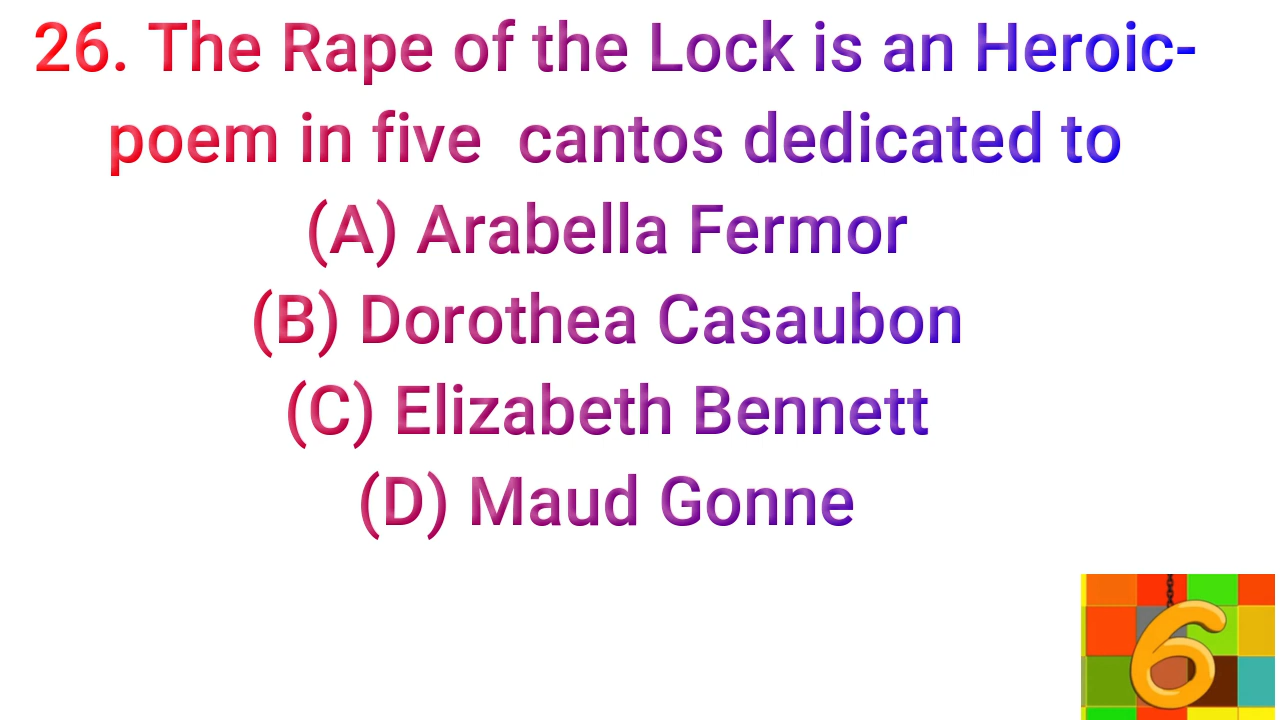 26. The Rape of the Lock is an Heroic-
poem in five  cantos dedicated to
(A) Arabella Fermor
(B) Dorothea Casaubon
(C) Elizabeth Bennett
(D) Maud Gonne
6